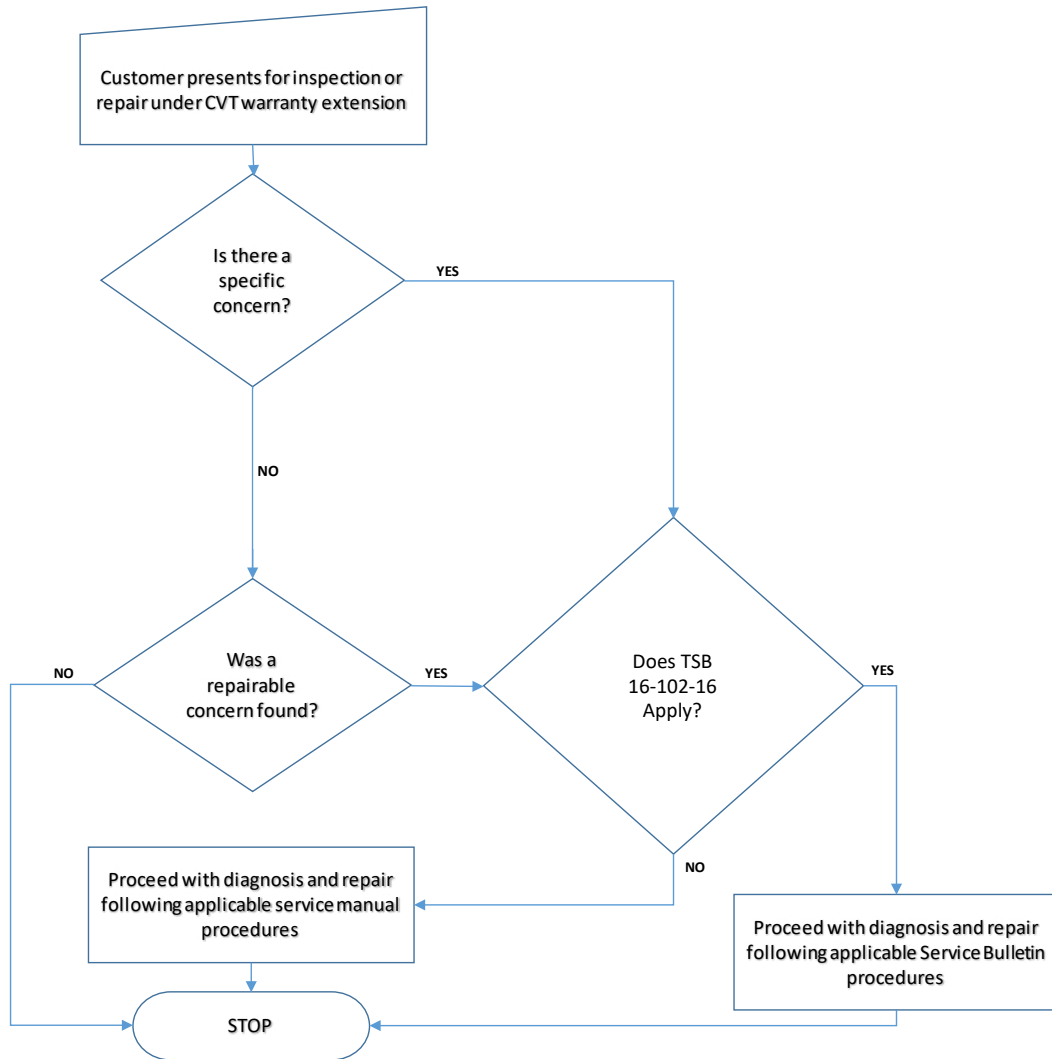 Customer presents for inspection or
repair under CVT warranty extension
Is there a
specific
concern?
YES
NO
Was a
repairable
concern found?
NO
YES
Does TSB
16-102-16
Apply?
YES
NO
Proceed with diagnosis and repair
following applicable service manual
procedures
Proceed with diagnosis and repair
following applicable Service Bulletin
procedures
STOP